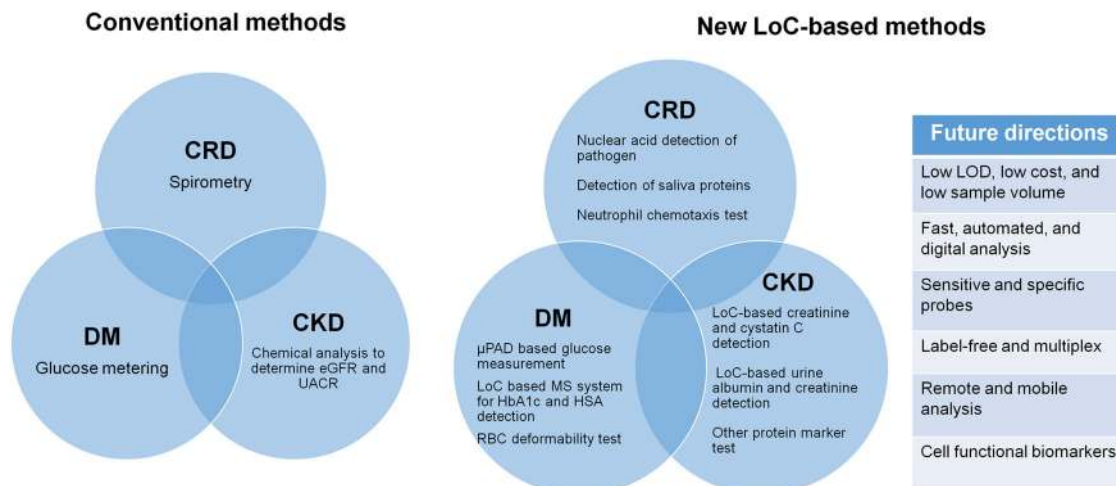 Conventional methods
CRD
Spirometry
DM
Glucose metering
CKD
Chemical analysis to
determine eGFR and
UACR
New LoC-based methods
CRD
Nuclear acid detection of
pathogen
Detection of saliva proteins
Neutrophil chemotaxis test
DM
µPAD based glucose
measurement
LoC based MS system
for HbA1c and HSA
detection
RBC deformability test
CKD
LoC-based creatinine
and cystatin C
detection
LoC-based urine
albumin and creatinine
detection
Other protein marker
test
Future directions
Low LOD, low cost, and
low sample volume
Fast, automated, and
digital analysis
Sensitive and specific
probes
Label-free and multiplex
Remote and mobile
analysis
Cell functional biomarkers